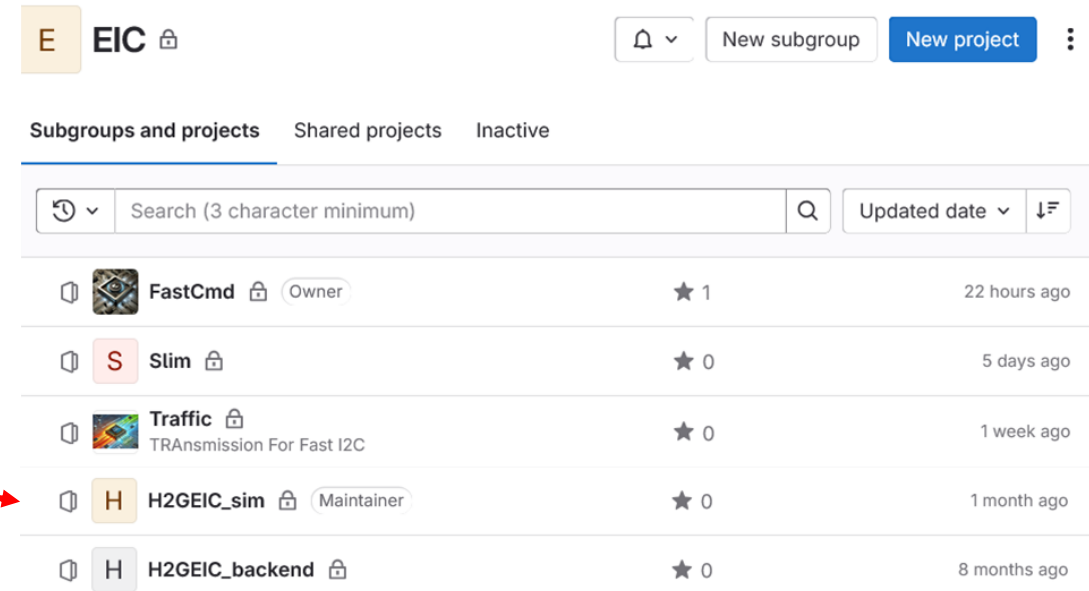 E EIC New subgroup New project
Subgroups and projects Shared projects Inactive
Search (3 character minimum) Updated date
FastCmd Owner 1 22 hours ago
S Slim 0 5 days ago
Traffic 0 1 week ago
TRAnsmission For Fast I2C
H H2GEIC_sim Maintainer 0 1 month ago
H H2GEIC_backend 0 8 months ago